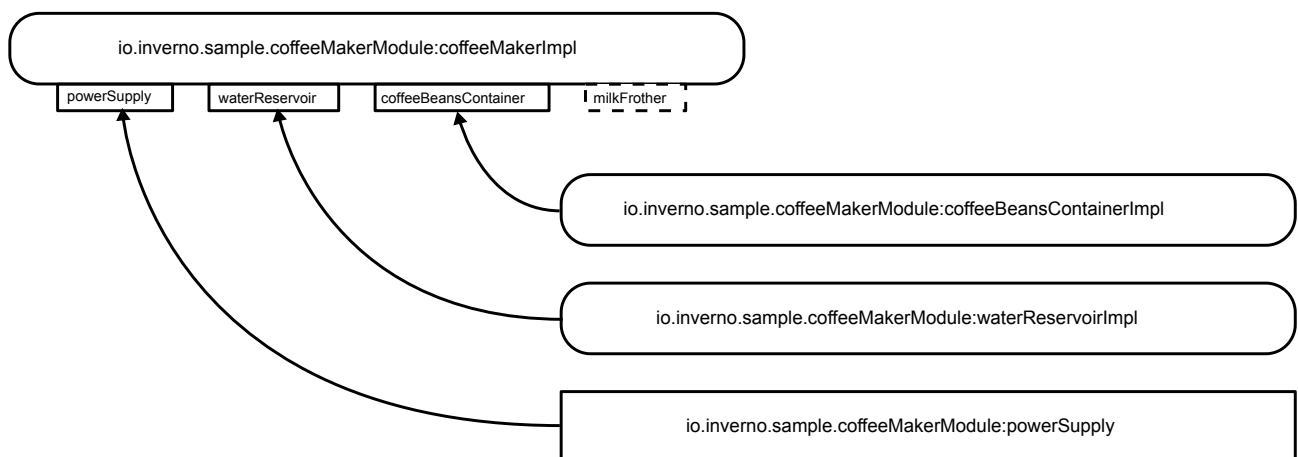 io.inverno.sample.coffeeMakerModule:coffeeMakerImpl
powerSupply
waterReservoir
coffeeBeansContainer
milkFrother
io.inverno.sample.coffeeMakerModule:coffeeBeansContainerImpl
io.inverno.sample.coffeeMakerModule:waterReservoirImpl
io.inverno.sample.coffeeMakerModule:powerSupply